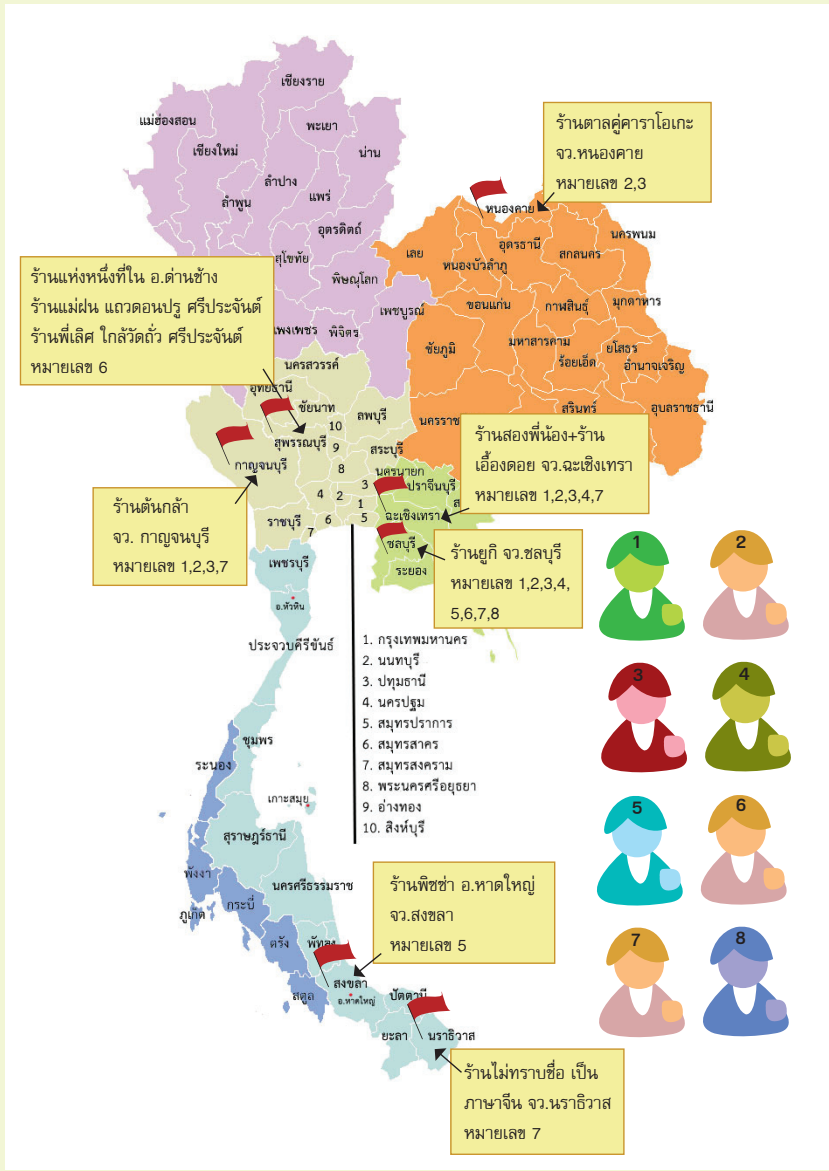 เชียงราย
แม่ฮ่องสอน
พะเยา
เชียงใหม่
น่าน
ลำปาง
แพร่
ลำพูน
อุตรดิตถ์
สุโขทัย
พิษณุโลก
เพชรบูรณ์
แพงเพชร
พิจิตร
ร้านตาลคู่คาราโอเกะ
จว.หนองคาย
หมายเลข 2,3
หนองคาย
เลย
อุดรธานี
นครพนม
สกลนคร
หนองบัวลำภู
ขอนแก่น
กาฬสินธุ์
มุกดาหาร
ชัยภูมิ
มหาสารคาม
ยโสธร
ร้อยเอ็ด
อำนาจเจริญ
นครราช
สุรินทร์
อุบลราชธานี
ร้านแห่งหนึ่งที่ใน อ.ด่านช้าง
ร้านแม่ฝน แถวดอนปรู ศรีประจันต์
ร้านพี่เลิศ ใกล้วัดถั่ว ศรีประจันต์
หมายเลข 6
นครสวรรค์
อุทัยธานี
ชัยนาท
ลพบุรี
10
สุพรรณบุรี
9
สระบุรี
8
กาญจนบุรี
นครนายก
3
ปราจีนบุรี
ส
4
2
1
ราชบุรี
6
5
7
ฉะเชิงเทรา
ชลบุรี
ระยอง
ร้านสองพี่น้อง+ร้าน
เอื้องดอย จว.ฉะเชิงเทรา
หมายเลข 1,2,3,4,7
ร้านต้นกล้า
จว. กาญจนบุรี
หมายเลข 1,2,3,7
ร้านยูกิ จว.ชลบุรี
หมายเลข 1,2,3,4,
5,6,7,8
เพชรบุรี
อ.หัวหิน
ประจวบคีรีขันธ์
1. กรุงเทพมหานคร
2. นนทบุรี
3. ปทุมธานี
4. นครปฐม
5. สมุทรปราการ
6. สมุทรสาคร
7. สมุทรสงคราม
8. พระนครศรีอยุธยา
9. อ่างทอง
10. สิงห์บุรี
1
2
3
4
5
6
7
8
ชุมพร
ระนอง
เกาะสมุย
สุราษฎร์ธานี
พังงา
นครศรีธรรมราช
กระบี่
ภูเก็ต
ตรัง
พัทลุง
สงขลา
อ.หาดใหญ่
สตูล
ปัตตานี
ยะลา
นราธิวาส
ร้านพิซซ่า อ.หาดใหญ่
จว.สงขลา
หมายเลข 5
ร้านไม่ทราบชื่อ เป็น
ภาษาจีน จว.นราธิวาส
หมายเลข 7